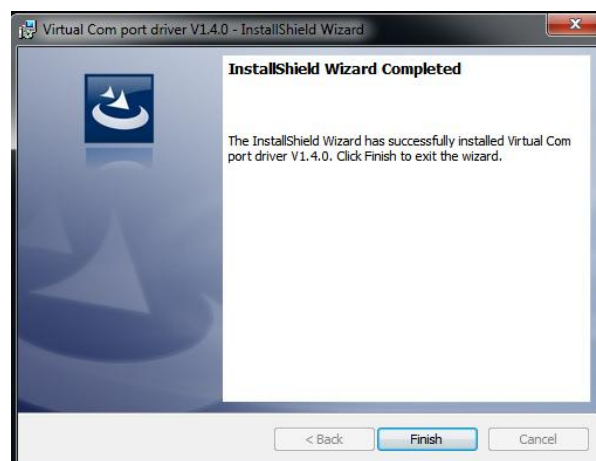 Virtual Com port driver V1.4.0 - InstallShield Wizard
InstallShield Wizard Completed
The InstallShield Wizard has successfully installed Virtual Com
port driver V1.4.0. Click Finish to exit the wizard.
< Back Finish Cancel